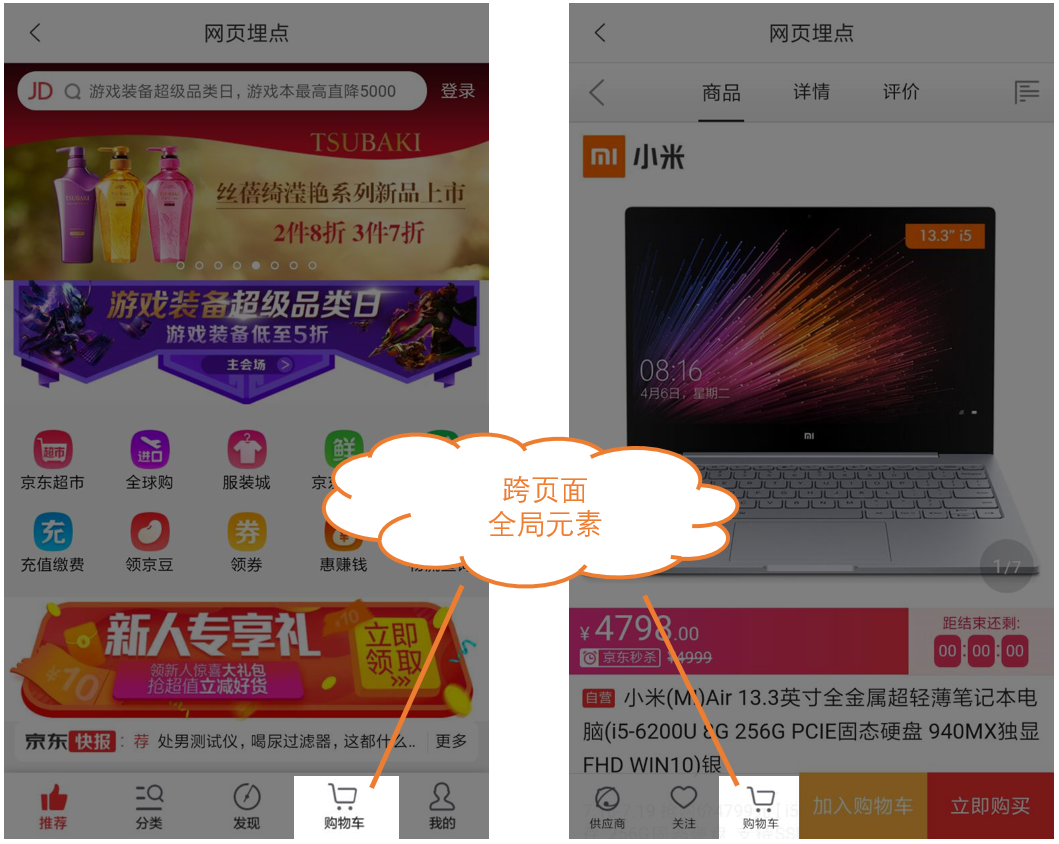 网页埋点
JD 游戏装备超级品类日，游戏本最高直降5000 登录
TSUBAKI
丝蓓绮滢艳系列新品上市
2件8折 3件7折
游戏装备超级品类日
游戏装备低至5折
主会场
超市
进口
鲜
京东超市
全球购
服装城
充
券
充值缴费
领京豆
领券
惠赚钱
新人专享礼
领新人惊喜大礼包
抢超值立减好货
¥10
¥10
立即
领取
京东快报：荐 处男测试仪，喝尿过滤器，这都什么.. 更多
推荐
分类
发现
购物车
我的
跨页面
全局元素
网页埋点
商品 详情 评价
小米
13.3" i5
08:16
4月6日，星期二
1/7
¥4798.00
京东秒杀 ¥4999
距结束还剩:
00:00:00
自营 小米(MI)Air 13.3英寸全金属超轻薄笔记本电
脑(i5-6200U 8G 256G PCIE固态硬盘 940MX独显
FHD WIN10)银
供应商
关注
购物车
加入购物车
立即购买